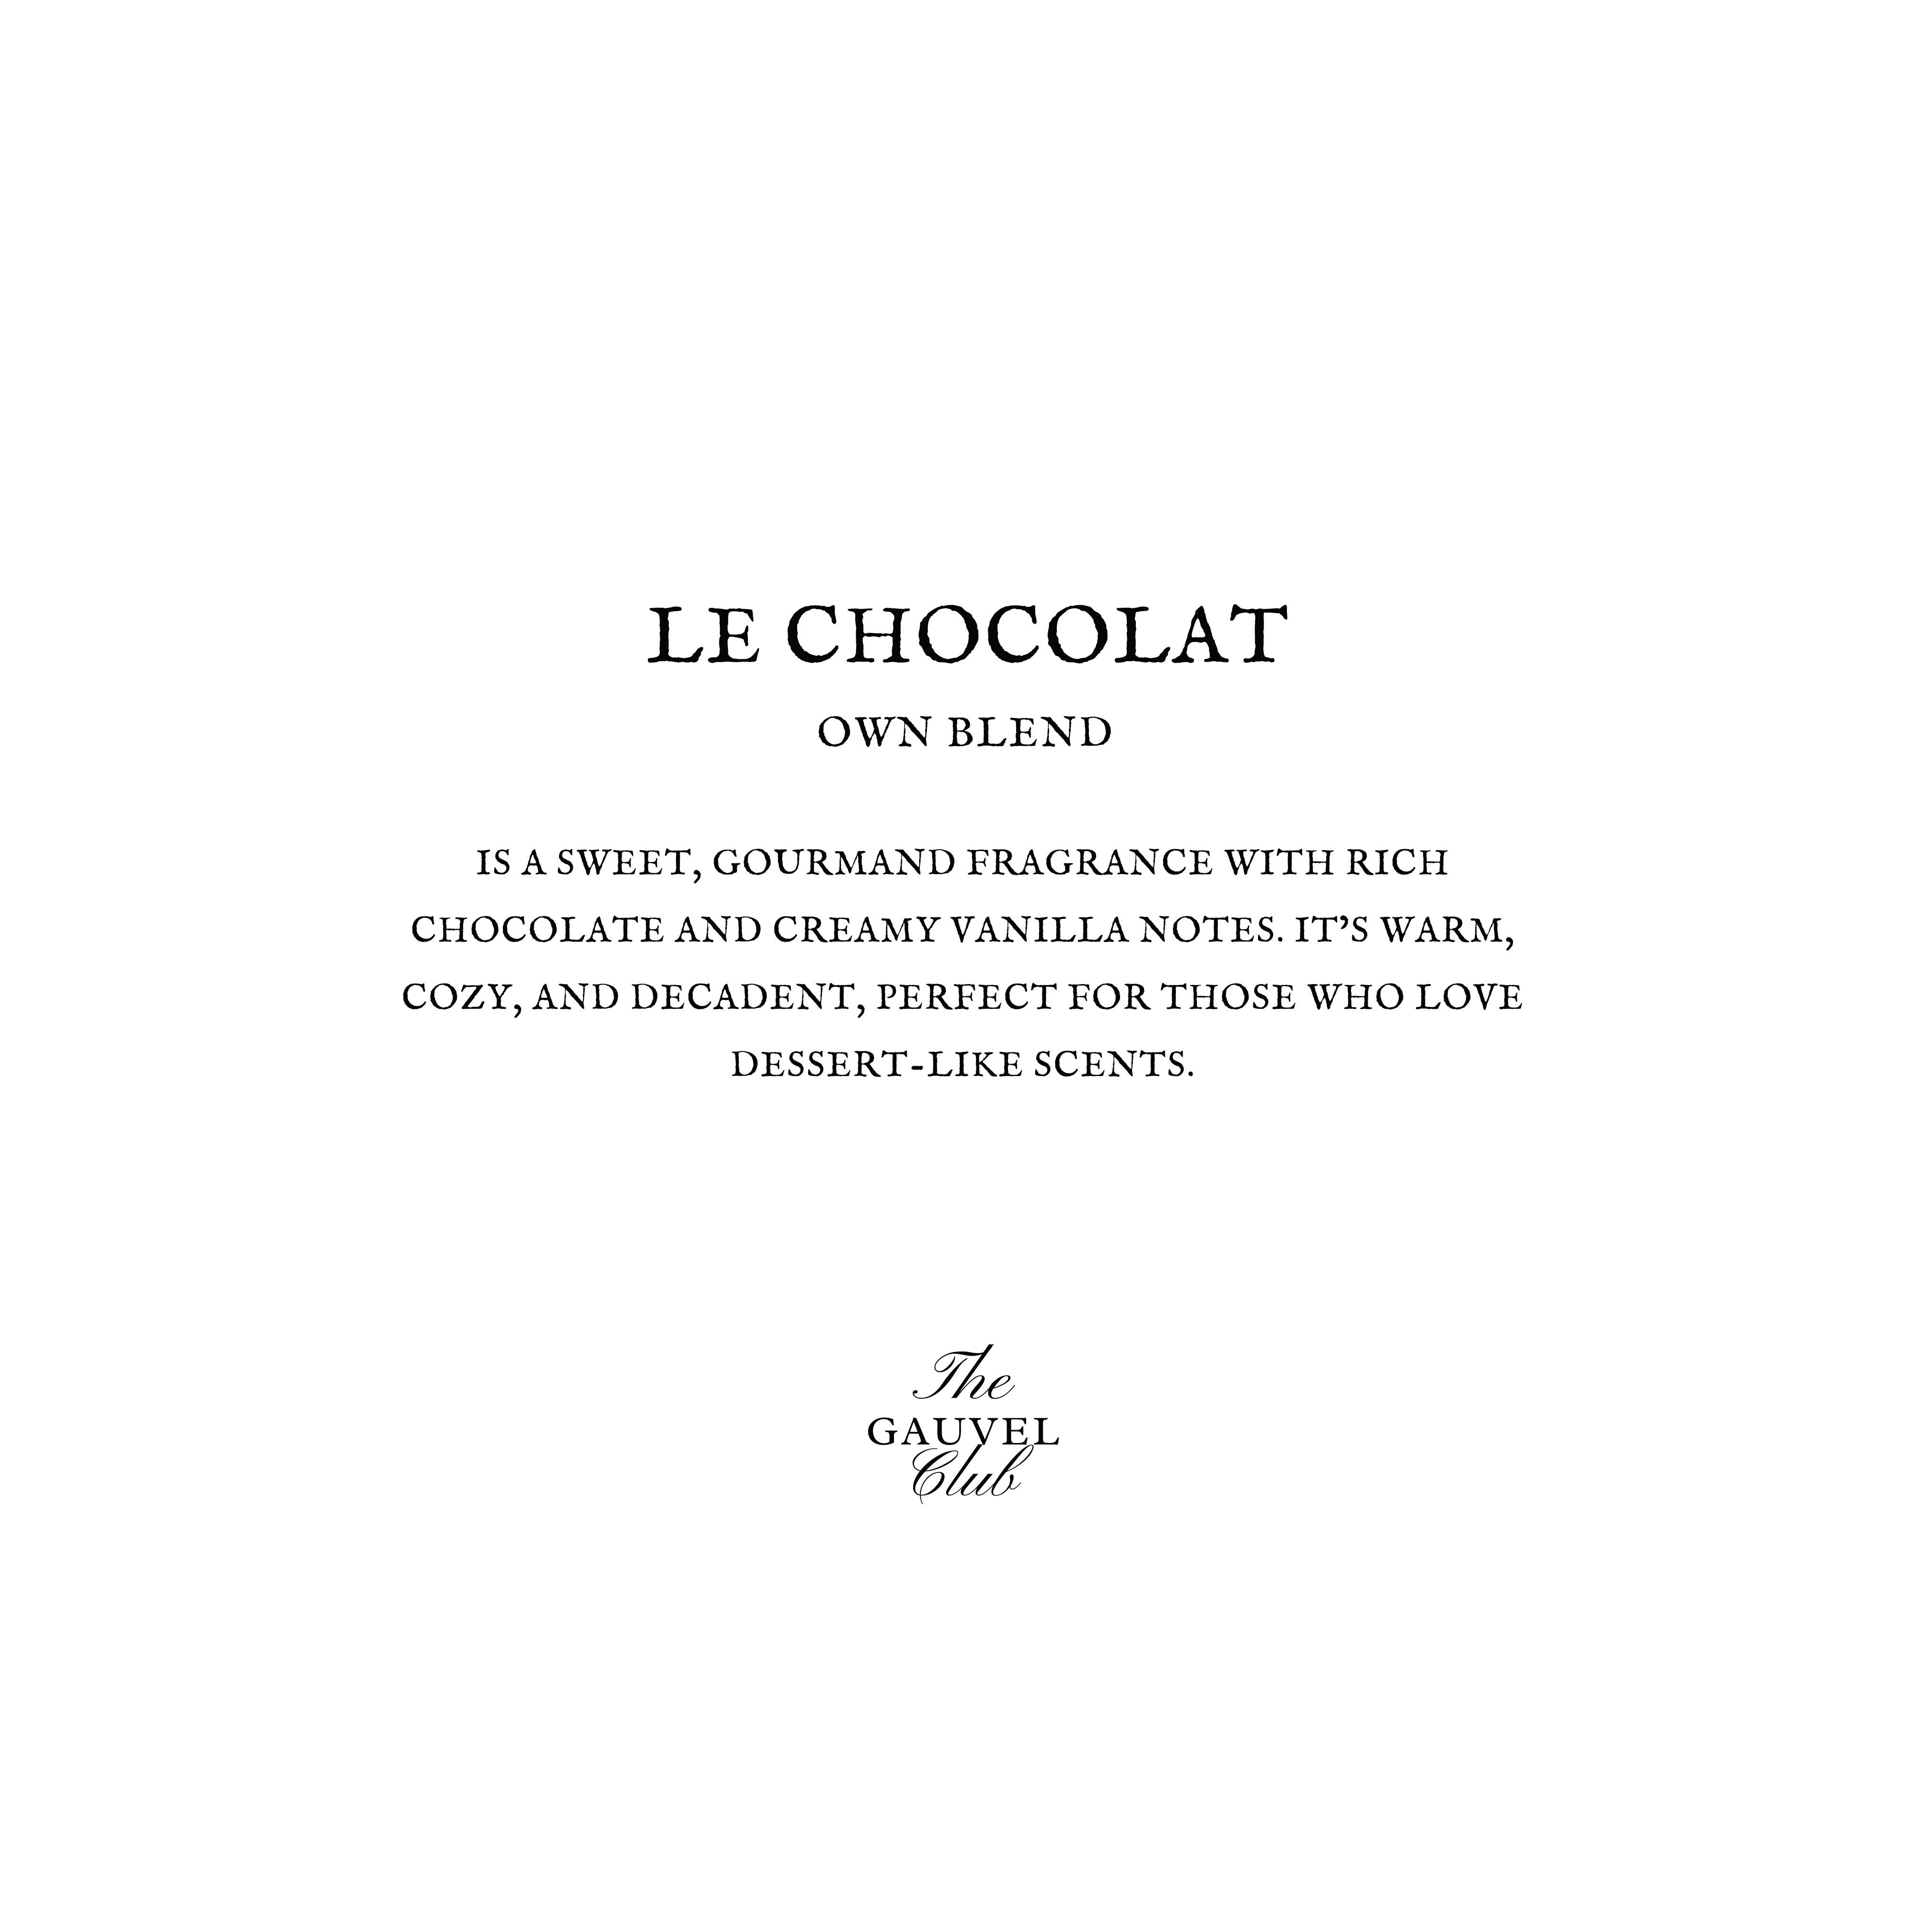 LE CHOCOLAT
OWN BLEND
IS A SWEET, GOURMAND FRAGRANCE WITH RICH
CHOCOLATE AND CREAMY VANILLA NOTES. IT’S WARM,
COZY, AND DECADENT, PERFECT FOR THOSE WHO LOVE
DESSERT-LIKE SCENTS.
The
GAUVEL
Club